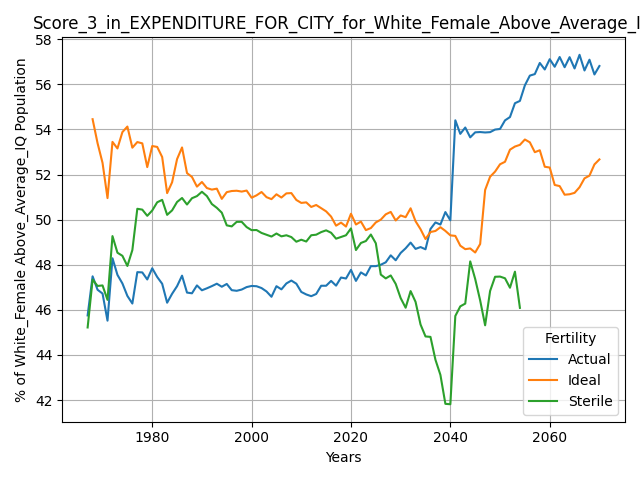 Score_3_in_EXPENDITURE_FOR_CITY_for_White_Female_Above_Average_I
% of White_Female Above_Average_IQ Population
58
56
54
52
50
48
46
44
42
1980
2000
2020
2040
2060
Years
Fertility
Actual
Ideal
Sterile